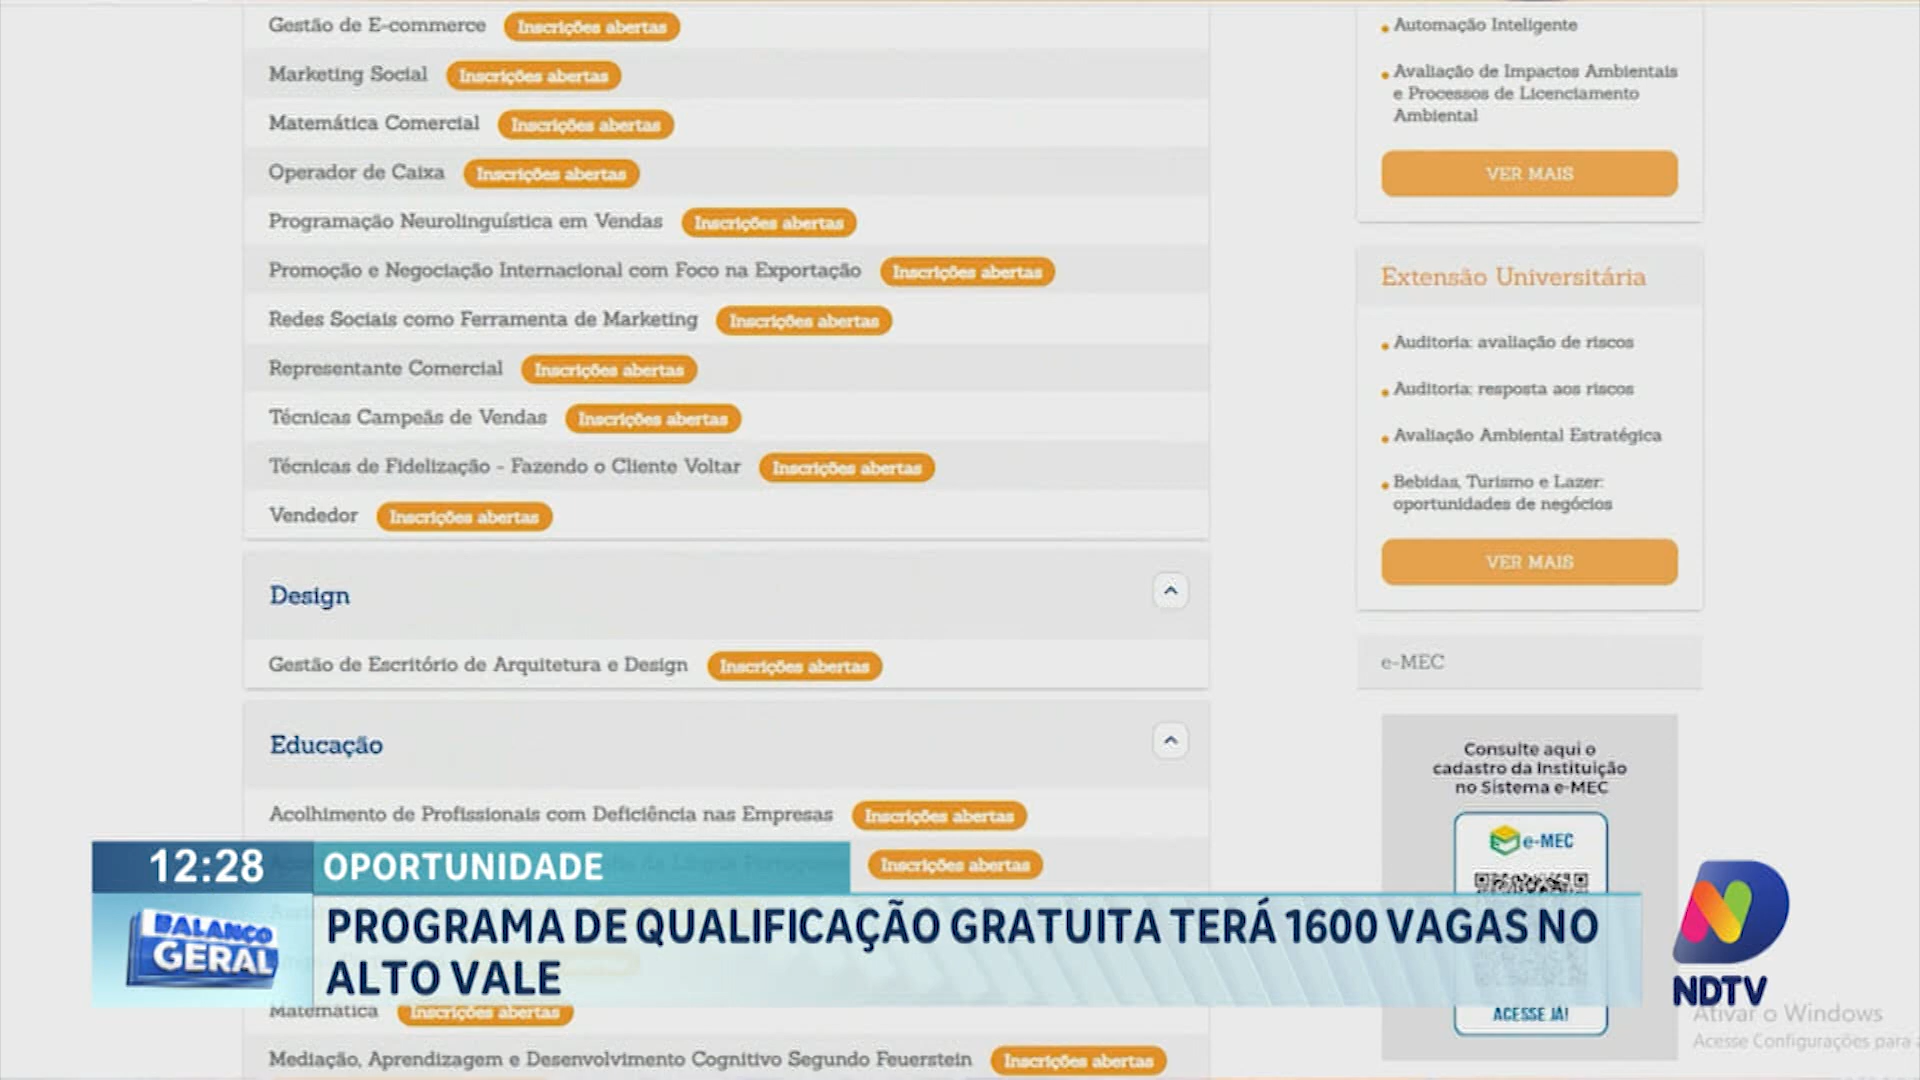 Gestão de E-commerce Inscrições abertas
Marketing Social Inscrições abertas
Matemática Comercial Inscrições abertas
Operador de Caixa Inscrições abertas
Programação Neurolinguística em Vendas Inscrições abertas
Promoção e Negociação Internacional com Foco na Exportação Inscrições abertas
Redes Sociais como Ferramenta de Marketing Inscrições abertas
Representante Comercial Inscrições abertas
Técnicas Campeãs de Vendas Inscrições abertas
Técnicas de Fidelização - Fazendo o Cliente Voltar Inscrições abertas
Vendedor Inscrições abertas
Design
Gestão de Escritório de Arquitetura e Design Inscrições abertas
Educação
Acolhimento de Profissionais com Deficiência nas Empresas Inscrições abertas
Inscrições abertas
Matemática Inscrições abertas
Mediação, Aprendizagem e Desenvolvimento Cognitivo Segundo Feuerstein Inscrições abertas
Automação Inteligente
Avaliação de Impactos Ambientais
e Processos de Licenciamento
Ambiental
VER MAIS
Extensão Universitária
Auditoria: avaliação de riscos
Auditoria: resposta aos riscos
Avaliação Ambiental Estratégica
Bebidas, Turismo e Lazer:
oportunidades de negócios
VER MAIS
e-MEC
Consulte aqui o
cadastro da Instituição
no Sistema e-MEC
e-MEC
ACESSE JÁ!
12:28 OPORTUNIDADE
BALANÇO
GERAL
PROGRAMA DE QUALIFICAÇÃO GRATUITA TERÁ 1600 VAGAS NO
ALTO VALE
NDTV
Ativar o Windows
Acesse Configurações para